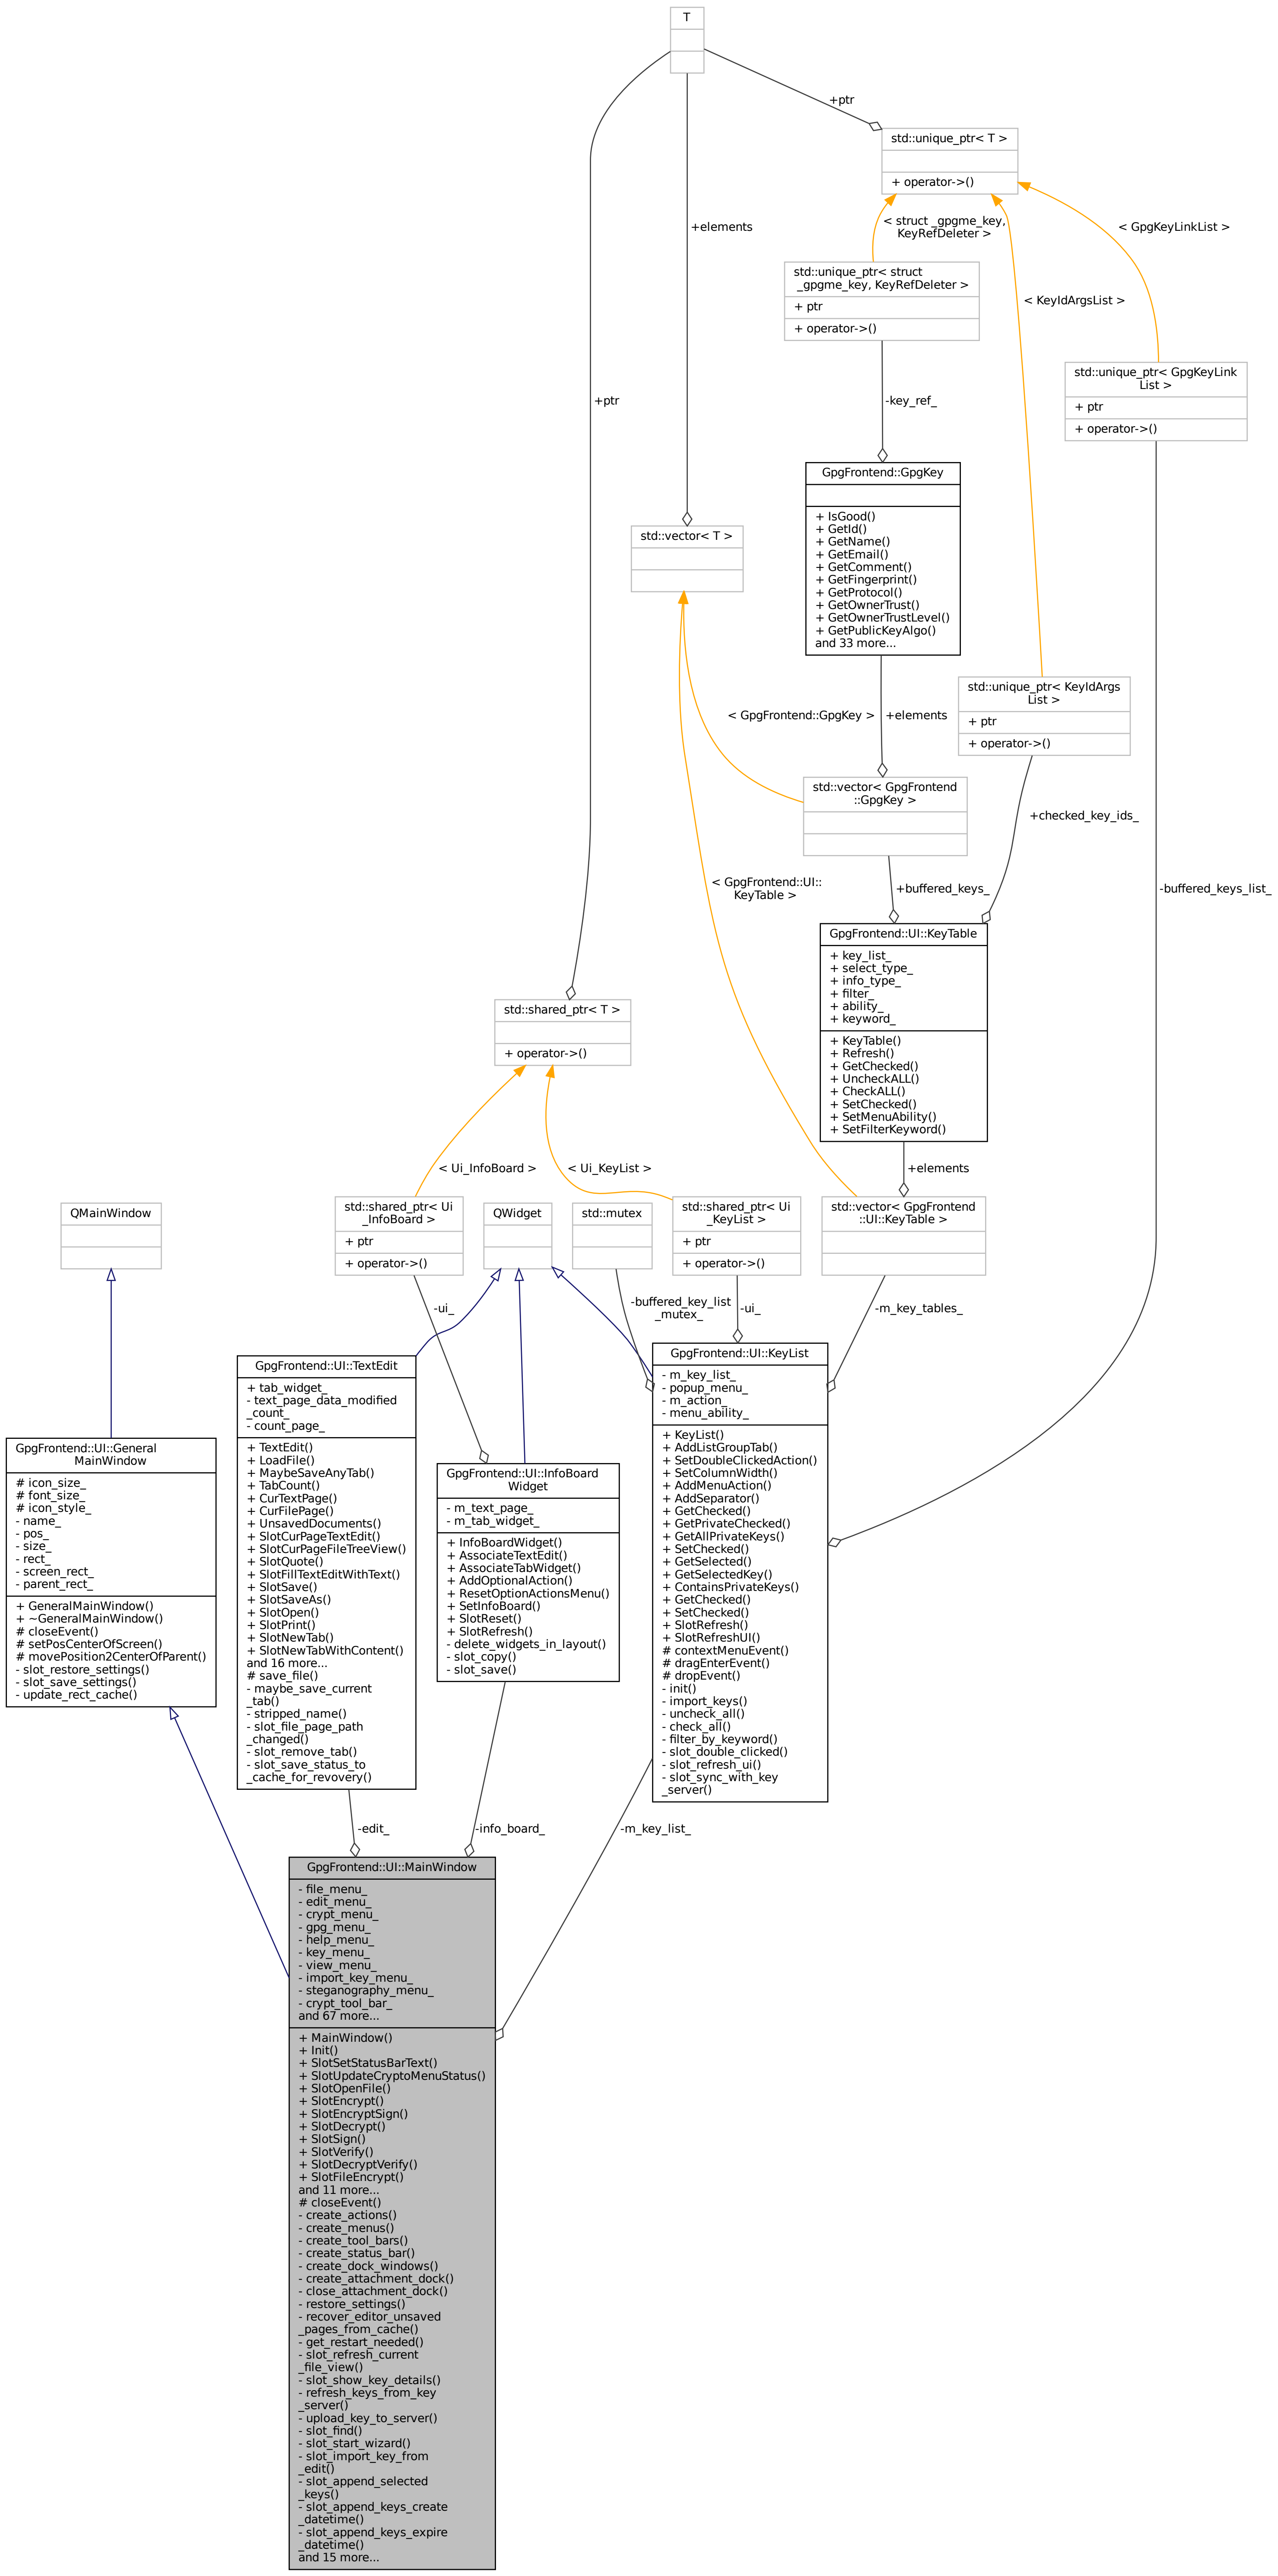 T
+ptr
std::unique_ptr< T >
+ operator->()
+elements
< struct _gpgme_key,
KeyRefDeleter >
< GpgKeyLinkList >
std::unique_ptr< struct
_gpgme_key, KeyRefDeleter >
+ ptr
+ operator->()
< KeyIdArgsList >
std::unique_ptr< GpgKeyLink
List >
+ ptr
+ operator->()
+ptr
-key_ref_
GpgFrontend::GpgKey
+ IsGood()
+ GetId()
+ GetName()
+ GetEmail()
+ GetComment()
+ GetFingerprint()
+ GetProtocol()
+ GetOwnerTrust()
+ GetOwnerTrustLevel()
+ GetPublicKeyAlgo()
and 33 more...
std::vector< T >
std::unique_ptr< KeyIdArgs
List >
+ ptr
+ operator->()
< GpgFrontend::GpgKey >
+elements
std::vector< GpgFrontend
::GpgKey >
+checked_key_ids_
< GpgFrontend::UI::
KeyTable >
+buffered_keys_
-buffered_keys_list_
GpgFrontend::UI::KeyTable
+ key_list_
+ select_type_
+ info_type_
+ filter_
+ ability_
+ keyword_
+ KeyTable()
+ Refresh()
+ GetChecked()
+ UncheckALL()
+ CheckALL()
+ SetChecked()
+ SetMenuAbility()
+ SetFilterKeyword()
std::shared_ptr< T >
+ operator->()
< Ui_InfoBoard >
< Ui_KeyList >
+elements
QMainWindow
std::shared_ptr< Ui
_InfoBoard >
+ ptr
+ operator->()
QWidget
std::mutex
std::shared_ptr< Ui
_KeyList >
+ ptr
+ operator->()
std::vector< GpgFrontend
::UI::KeyTable >
-ui_
-buffered_key_list
_mutex_
-ui_
-m_key_tables_
GpgFrontend::UI::General
MainWindow
# icon_size_
# font_size_
# icon_style_
- name_
- pos_
- size_
- rect_
- screen_rect_
- parent_rect_
+ GeneralMainWindow()
+ ~GeneralMainWindow()
# closeEvent()
# setPosCenterOfScreen()
# movePosition2CenterOfParent()
- slot_restore_settings()
- slot_save_settings()
- update_rect_cache()
GpgFrontend::UI::TextEdit
+ tab_widget_
- text_page_data_modified
_count_
- count_page_
+ TextEdit()
+ LoadFile()
+ MaybeSaveAnyTab()
+ TabCount()
+ CurTextPage()
+ CurFilePage()
+ UnsavedDocuments()
+ SlotCurPageTextEdit()
+ SlotCurPageFileTreeView()
+ SlotQuote()
+ SlotFillTextEditWithText()
+ SlotSave()
+ SlotSaveAs()
+ SlotOpen()
+ SlotPrint()
+ SlotNewTab()
+ SlotNewTabWithContent()
and 16 more...
# save_file()
- maybe_save_current
_tab()
- stripped_name()
- slot_file_page_path
_changed()
- slot_remove_tab()
- slot_save_status_to
_cache_for_revovery()
GpgFrontend::UI::InfoBoard
Widget
- m_text_page_
- m_tab_widget_
+ InfoBoardWidget()
+ AssociateTextEdit()
+ AssociateTabWidget()
+ AddOptionalAction()
+ ResetOptionActionsMenu()
+ SetInfoBoard()
+ SlotReset()
+ SlotRefresh()
- delete_widgets_in_layout()
- slot_copy()
- slot_save()
GpgFrontend::UI::KeyList
- m_key_list_
- popup_menu_
- m_action_
- menu_ability_
+ KeyList()
+ AddListGroupTab()
+ SetDoubleClickedAction()
+ SetColumnWidth()
+ AddMenuAction()
+ AddSeparator()
+ GetChecked()
+ GetPrivateChecked()
+ GetAllPrivateKeys()
+ SetChecked()
+ GetSelected()
+ GetSelectedKey()
+ ContainsPrivateKeys()
+ GetChecked()
+ SetChecked()
+ SlotRefresh()
+ SlotRefreshUI()
# contextMenuEvent()
# dragEnterEvent()
# dropEvent()
- init()
- import_keys()
- uncheck_all()
- check_all()
- filter_by_keyword()
- slot_double_clicked()
- slot_refresh_ui()
- slot_sync_with_key
_server()
-edit_
-info_board_
-m_key_list_
GpgFrontend::UI::MainWindow
- file_menu_
- edit_menu_
- crypt_menu_
- gpg_menu_
- help_menu_
- key_menu_
- view_menu_
- import_key_menu_
- steganography_menu_
- crypt_tool_bar_
and 67 more...
+ MainWindow()
+ Init()
+ SlotSetStatusBarText()
+ SlotUpdateCryptoMenuStatus()
+ SlotOpenFile()
+ SlotEncrypt()
+ SlotEncryptSign()
+ SlotDecrypt()
+ SlotSign()
+ SlotVerify()
+ SlotDecryptVerify()
+ SlotFileEncrypt()
and 11 more...
# closeEvent()
- create_actions()
- create_menus()
- create_tool_bars()
- create_status_bar()
- create_dock_windows()
- create_attachment_dock()
- close_attachment_dock()
- restore_settings()
- recover_editor_unsaved
_pages_from_cache()
- get_restart_needed()
- slot_refresh_current
_file_view()
- slot_show_key_details()
- refresh_keys_from_key
_server()
- upload_key_to_server()
- slot_find()
- slot_start_wizard()
- slot_import_key_from
_edit()
- slot_append_selected
_keys()
- slot_append_keys_create
_datetime()
- slot_append_keys_expire
_datetime()
and 15 more...